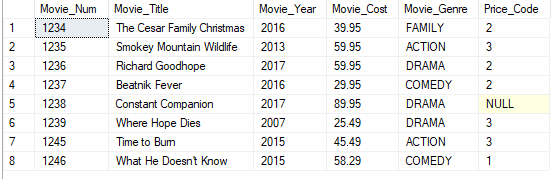 Movie_Num Movie_Title Movie_Year Movie_Cost Movie_Genre Price_Code
1 1234 The Cesar Family Christmas 2016 39.95 FAMILY 2
2 1235 Smokey Mountain Wildlife 2013 59.95 ACTION 3
3 1236 Richard Goodhope 2017 59.95 DRAMA 2
4 1237 Beatnik Fever 2016 29.95 COMEDY 2
5 1238 Constant Companion 2017 89.95 DRAMA NULL
6 1239 Where Hope Dies 2007 25.49 DRAMA 3
7 1245 Time to Burn 2015 45.49 ACTION 3
8 1246 What He Doesn't Know 2015 58.29 COMEDY 1